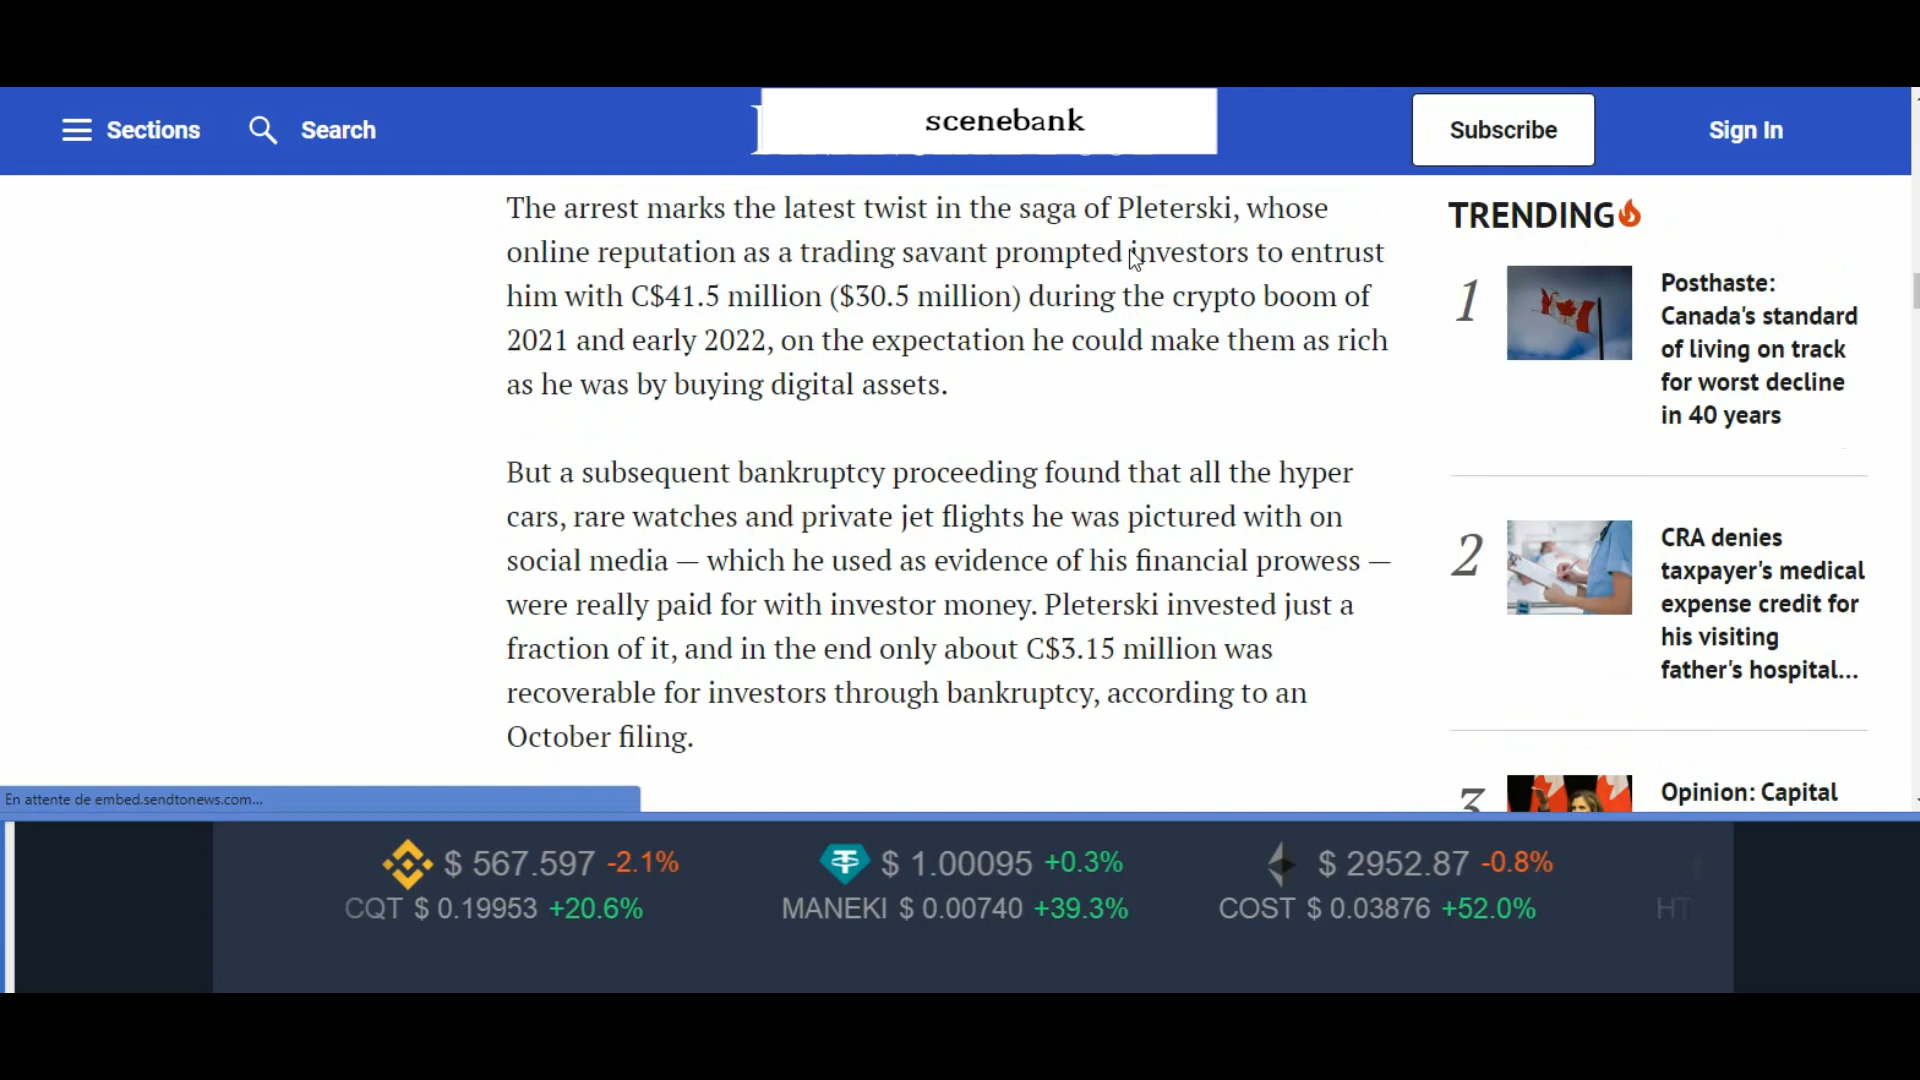 Sections
Search
scenebank
Subscribe
Sign In
The arrest marks the latest twist in the saga of Pleterski, whose
online reputation as a trading savant prompted investors to entrust
him with C$41.5 million ($30.5 million) during the crypto boom of
2021 and early 2022, on the expectation he could make them as rich
as he was by buying digital assets.
But a subsequent bankruptcy proceeding found that all the hyper
cars, rare watches and private jet flights he was pictured with on
social media — which he used as evidence of his financial prowess —
were really paid for with investor money. Pleterski invested just a
fraction of it, and in the end only about C$3.15 million was
recoverable for investors through bankruptcy, according to an
October filing.
TRENDING
1
Posthaste:
Canada's standard
of living on track
for worst decline
in 40 years
2
CRA denies
taxpayer's medical
expense credit for
his visiting
father's hospital...
3
Opinion: Capital
En attente de embed.sendtonews.com...
$ 567.597 -2.1%
$ 1.00095 +0.3%
$ 2952.87 -0.8%
CQT $ 0.19953 +20.6%
MANEKI $ 0.00740 +39.3%
COST $ 0.03876 +52.0%
HT